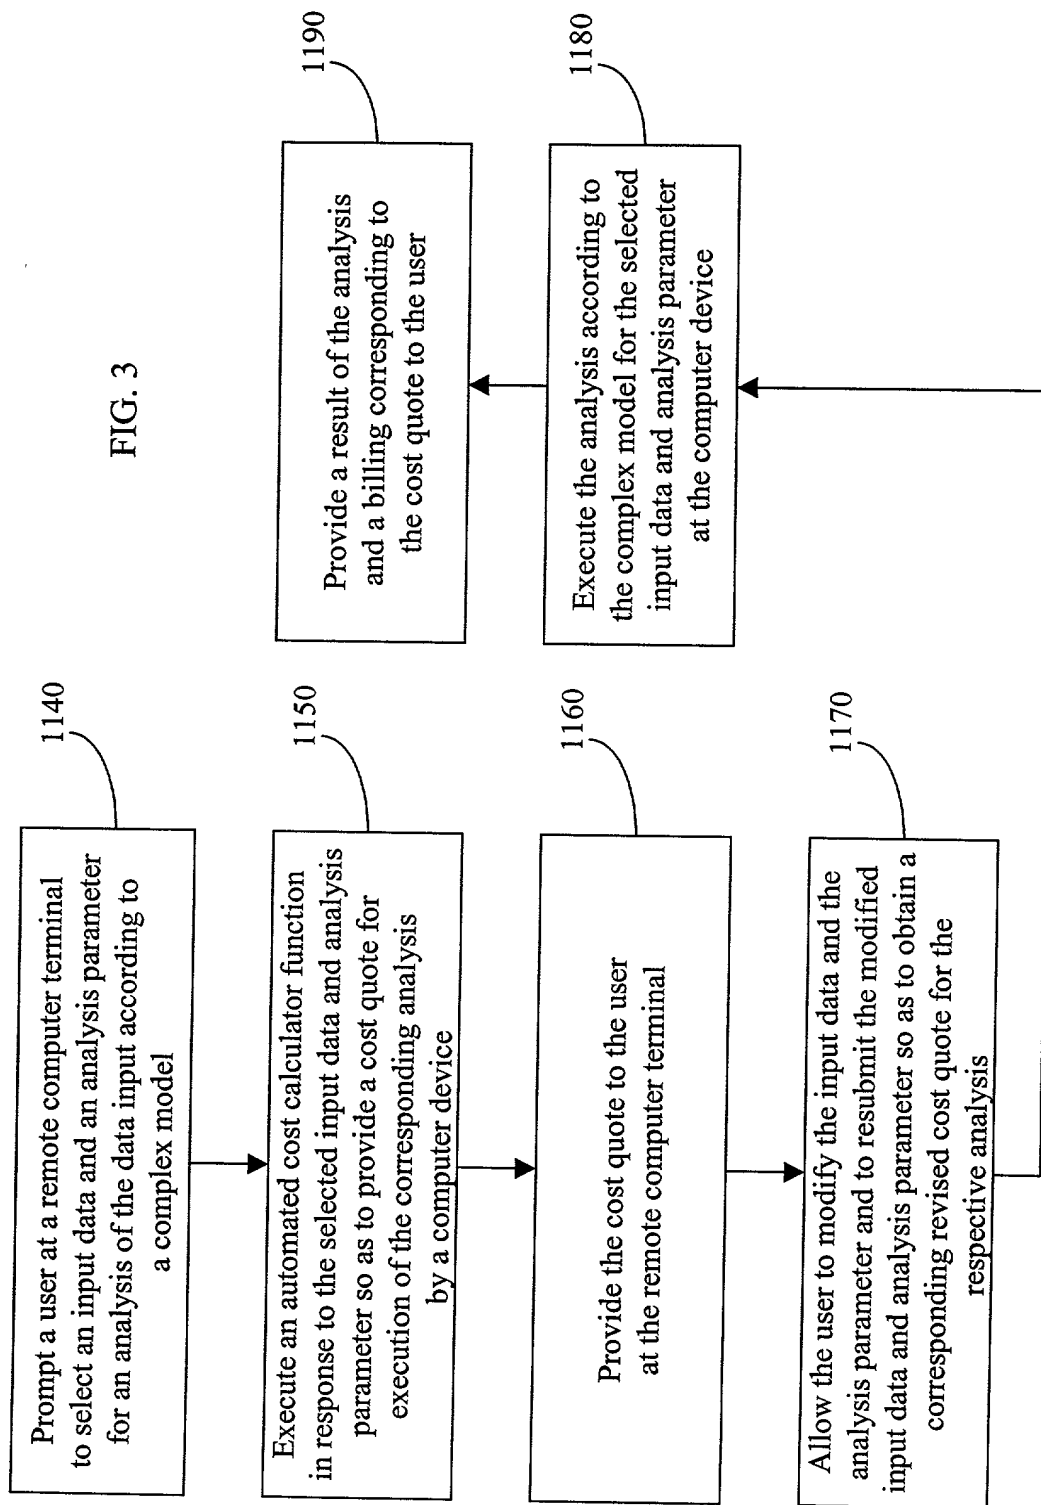 FIG. 3
1140
Prompt a user at a remote computer terminal
to select an input data and an analysis parameter
for an analysis of the data input according to
a complex model
1150
Execute an automated cost calculator function
in response to the selected input data and analysis
parameter so as to provide a cost quote for
execution of the corresponding analysis
by a computer device
1160
Provide the cost quote to the user
at the remote computer terminal
1170
Allow the user to modify the input data and the
analysis parameter and to resubmit the modified
input data and analysis parameter so as to obtain a
corresponding revised cost quote for the
respective analysis
1180
Execute the analysis according to
the complex model for the selected
input data and analysis parameter
at the computer device
1190
Provide a result of the analysis
and a billing corresponding to
the cost quote to the user